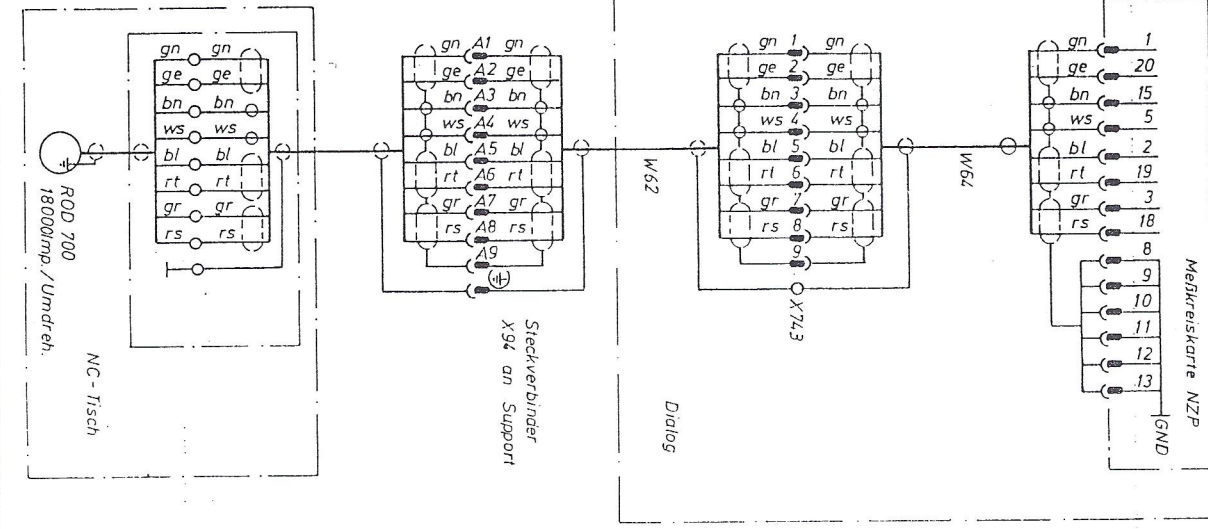 gn gn
ge ge
bn bn
ws ws
bl bl
rt rt
gr gr
rs rs
ROD 700
18000Imp./Umdreh.
NC-Tisch
gn A1 gn
ge A2 ge
bn A3 bn
ws A4 ws
bl A5 bl
rt A6 rt
gr A7 gr
rs A8 rs
A9
Steckverbinder
X94 an Support
W62
Dialog
gn 1 gn
ge 2 ge
bn 3 bn
ws 4 ws
bl 5 bl
rt 6 rt
gr 7 gr
rs 8 rs
9
X743
W64
gn 1
ge 20
bn 15
ws 5
bl 2
rt 19
gr 3
rs 18
8
9
10
11
12
13
GND
Meßkreiskarte NZP